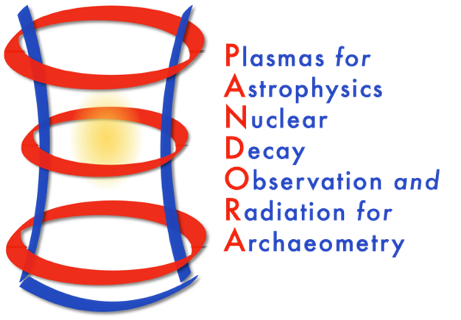 Plasmas for
Astrophysics
Nuclear
Decay
Observation and
Radiation for
Archaeometry